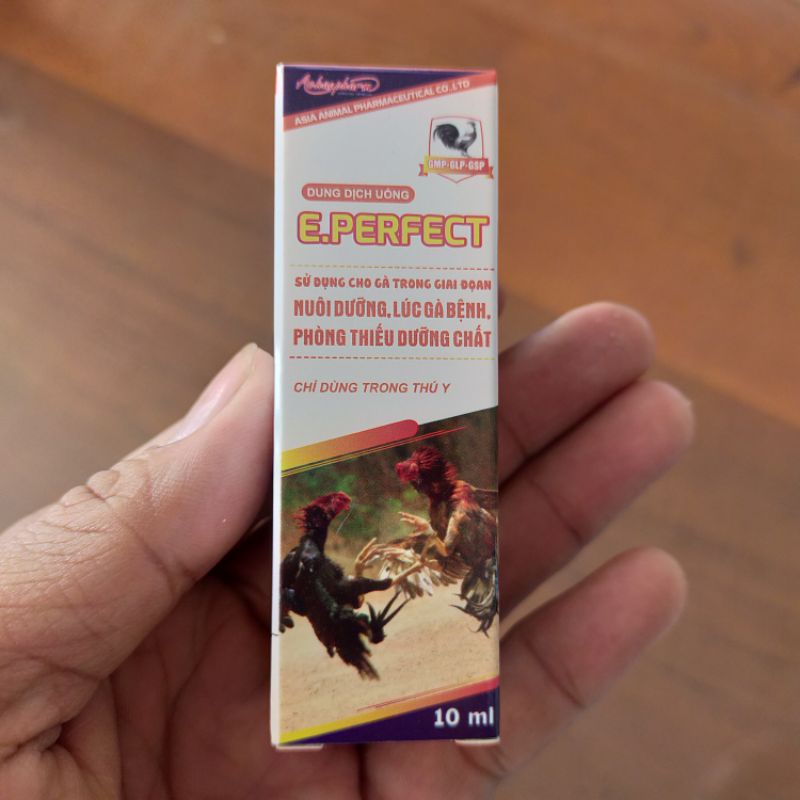 ASIA ANIMAL PHARMACEUTICAL CO.,LTD
GMP-GLP-GSP
DUNG DỊCH UỐNG
E.PERFECT
SỬ DỤNG CHO GÀ TRONG GIAI ĐỌAN
NUÔI DƯỠNG, LÚC GÀ BỆNH,
PHÒNG THIẾU DƯỠNG CHẤT
CHỈ DÙNG TRONG THÚ Y
10 ml